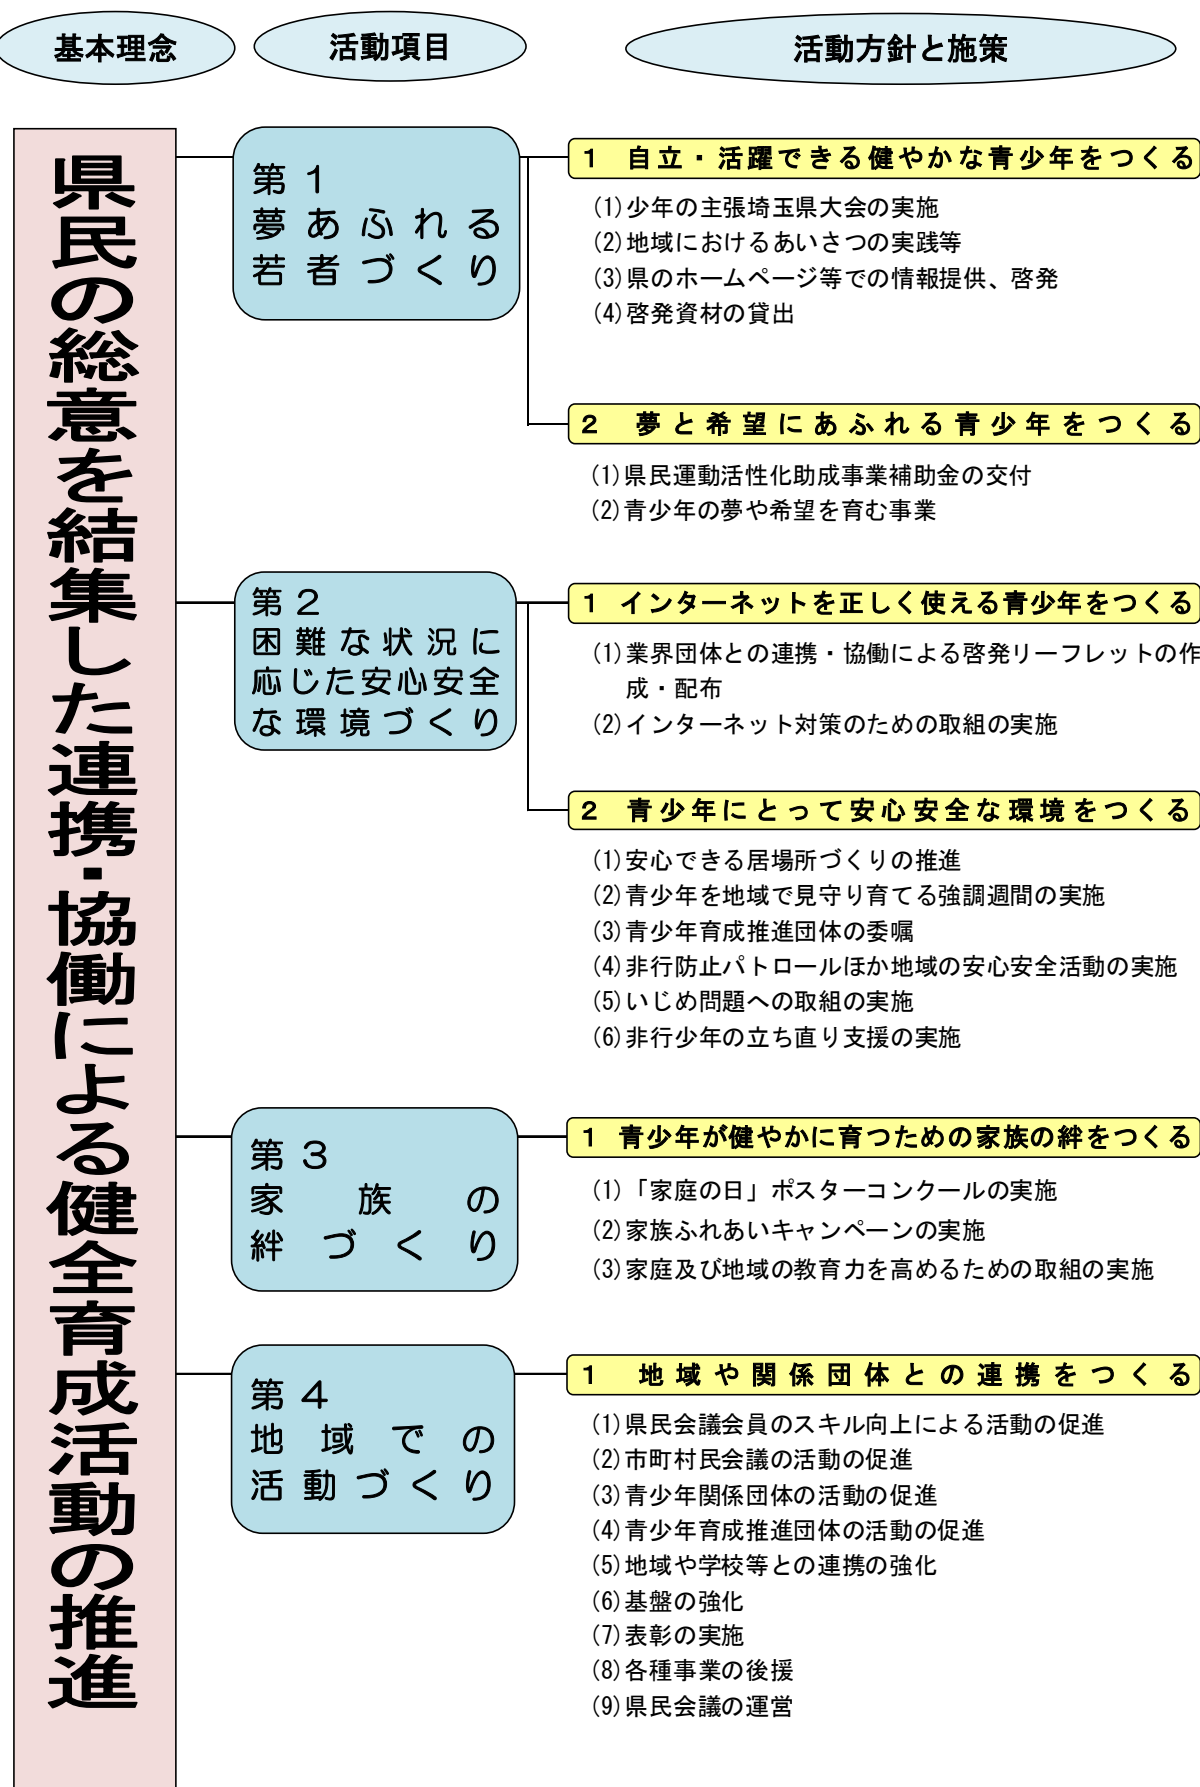 基本理念
活動項目
活動方針と施策
県民の総意を結集した連携・協働による健全育成活動の推進
第1
夢あふれる
若者づくり
1 自立・活躍できる健やかな青少年をつくる
(1)少年の主張埼玉県大会の実施
(2)地域におけるあいさつの実践等
(3)県のホームページ等での情報提供、啓発
(4)啓発資材の貸出
2 夢と希望にあふれる青少年をつくる
(1)県民運動活性化助成事業補助金の交付
(2)青少年の夢や希望を育む事業
第2
困難な状況に
応じた安心安全
な環境づくり
1 インターネットを正しく使える青少年をつくる
(1)業界団体との連携・協働による啓発リーフレットの作
成・配布
(2)インターネット対策のための取組の実施
2 青少年にとって安心安全な環境をつくる
(1)安心できる居場所づくりの推進
(2)青少年を地域で見守り育てる強調週間の実施
(3)青少年育成推進団体の委嘱
(4)非行防止パトロールほか地域の安心安全活動の実施
(5)いじめ問題への取組の実施
(6)非行少年の立ち直り支援の実施
第3
家族の
絆づくり
1 青少年が健やかに育つための家族の絆をつくる
(1)「家庭の日」ポスターコンクールの実施
(2)家族ふれあいキャンペーンの実施
(3)家庭及び地域の教育力を高めるための取組の実施
第4
地域での
活動づくり
1 地域や関係団体との連携をつくる
(1)県民会議会員のスキル向上による活動の促進
(2)市町村民会議の活動の促進
(3)青少年関係団体の活動の促進
(4)青少年育成推進団体の活動の促進
(5)地域や学校等との連携の強化
(6)基盤の強化
(7)表彰の実施
(8)各種事業の後援
(9)県民会議の運営